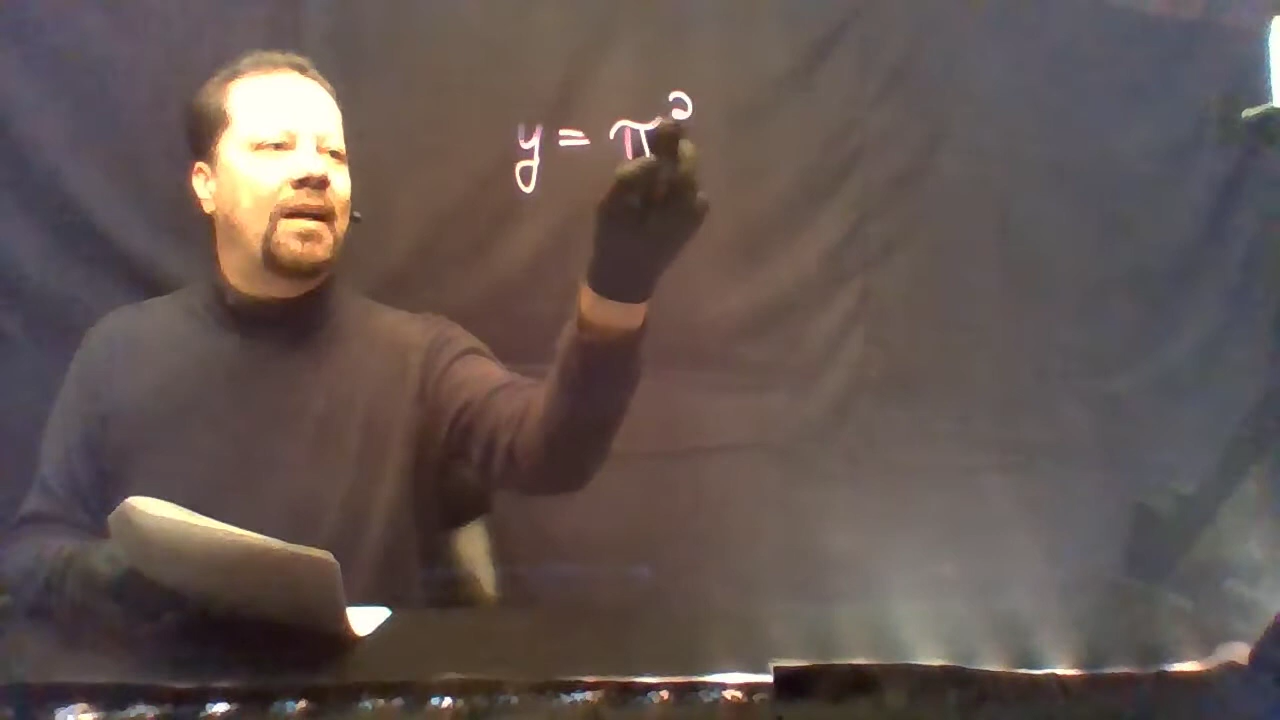 y = π²